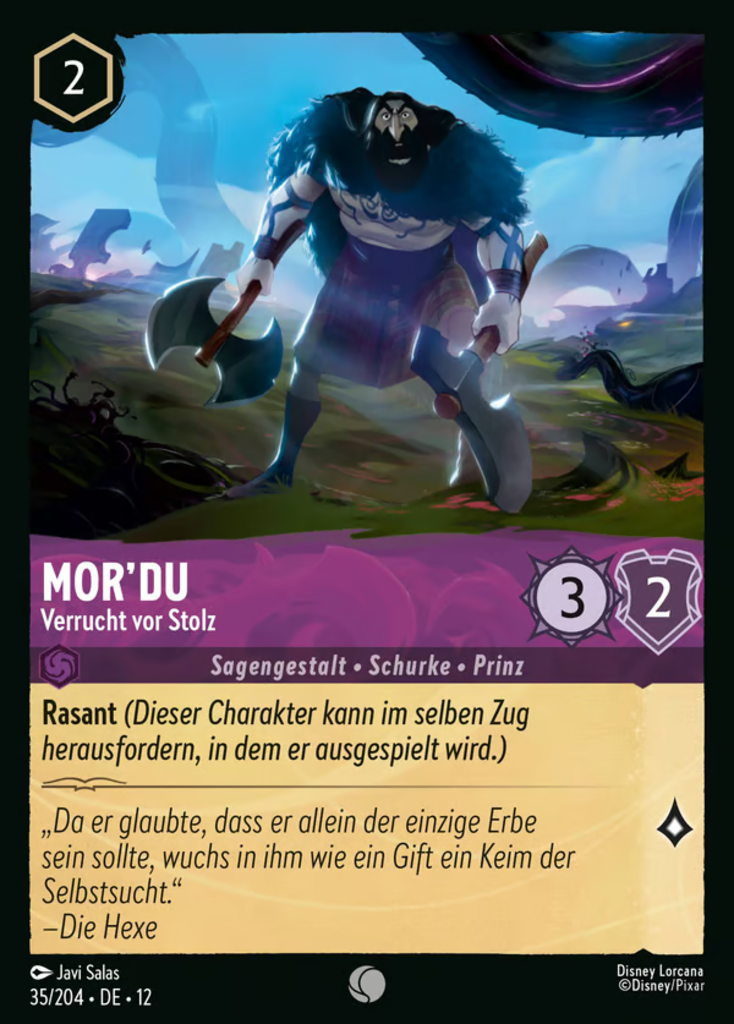 2
MOR’DU
Verrucht vor Stolz
3
2
Sagengestalt • Schurke • Prinz
Rasant (Dieser Charakter kann im selben Zug
herausfordern, in dem er ausgespielt wird.)
„Da er glaubte, dass er allein der einzige Erbe
sein sollte, wuchs in ihm wie ein Gift ein Keim der
Selbstsucht.“
–Die Hexe
Javi Salas
35/204 • DE • 12
Disney Lorcana
©Disney/Pixar